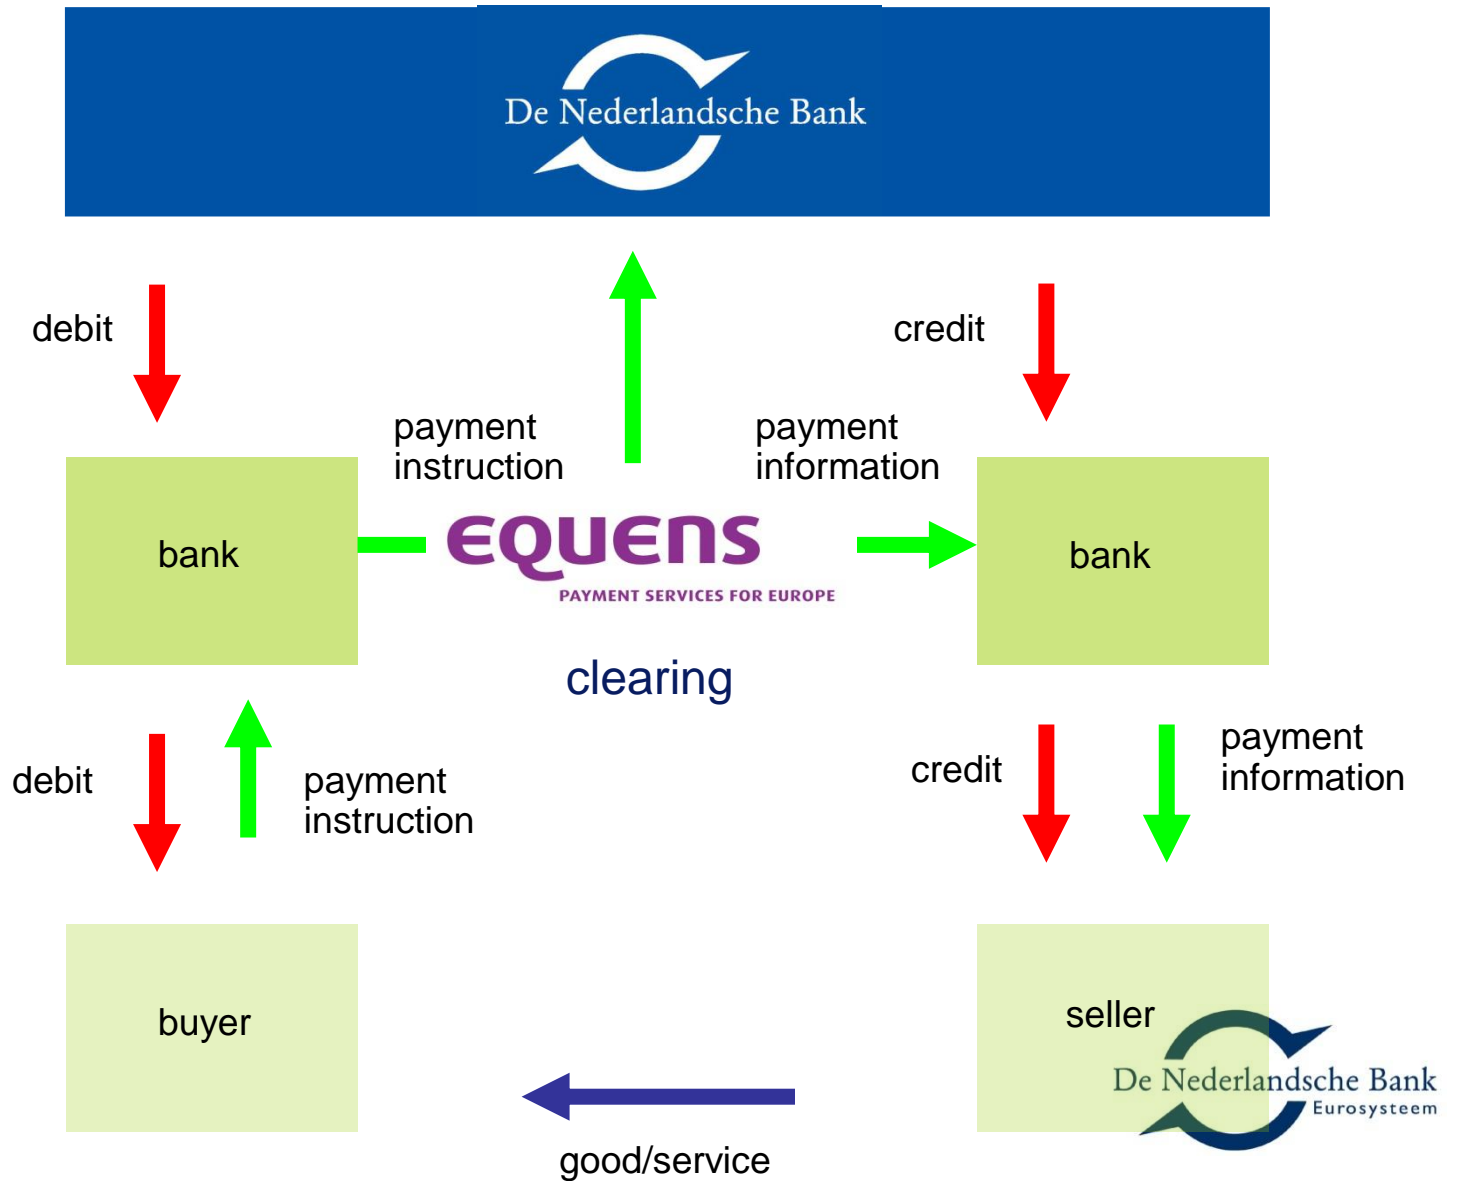 De Nederlandsche Bank
debit
credit
payment
instruction
payment
information
bank
EQUENS
PAYMENT SERVICES FOR EUROPE
bank
clearing
debit
payment
instruction
credit
payment
information
buyer
seller
De Nederlandsche Bank
Eurosysteem
good/service